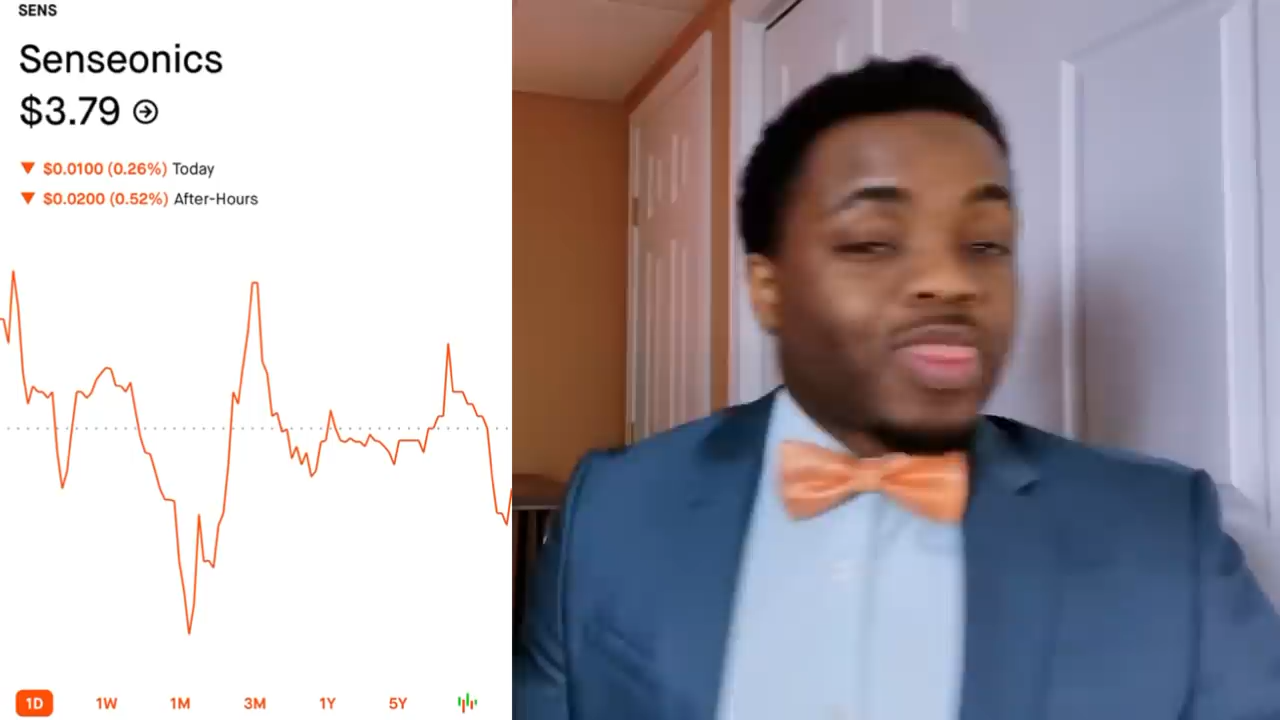 SENS
Senseonics
$3.79
$0.0100 (0.26%) Today
$0.0200 (0.52%) After-Hours
1D 1W 1M 3M 1Y 5Y